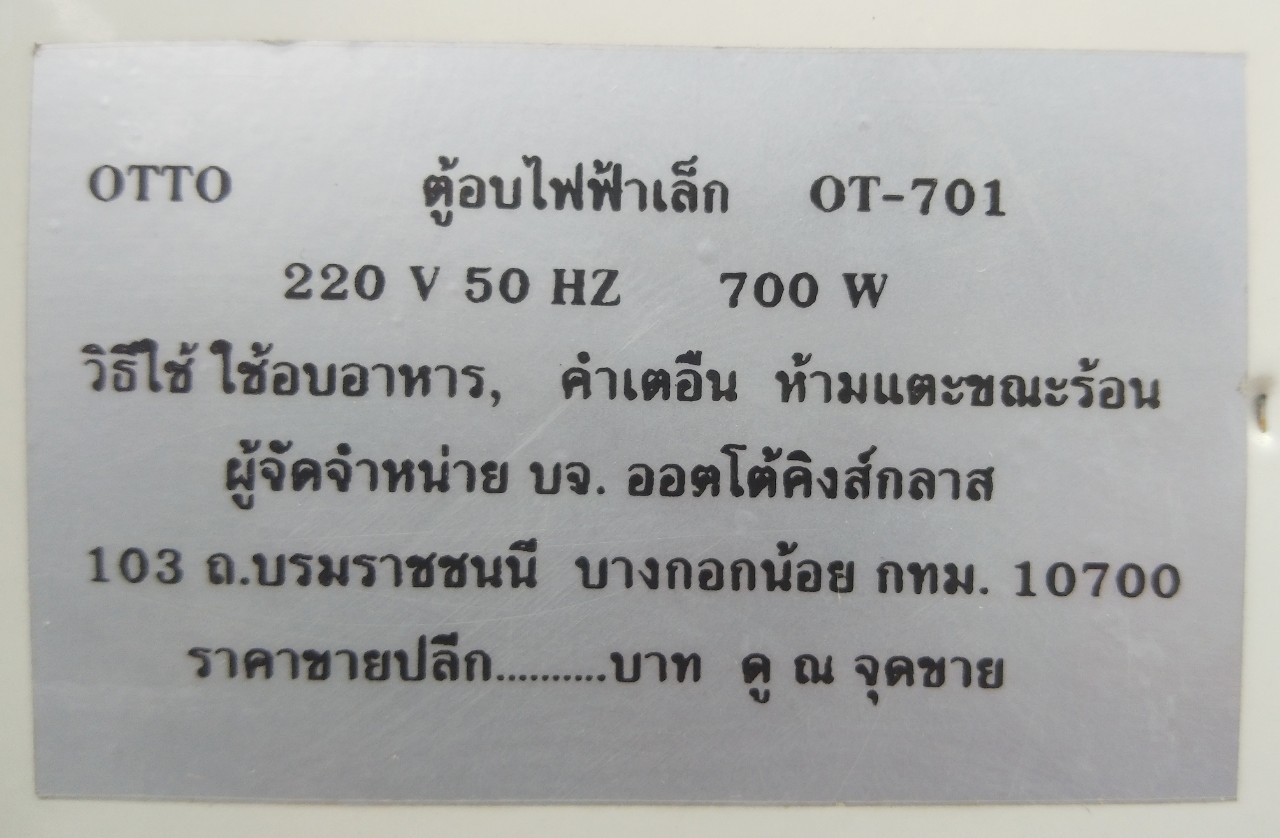 OTTO ตู้อบไฟฟ้าเล็ก OT-701
220 V 50 HZ 700 W
วิธีใช้ ใช้อบอาหาร, คำเตือน ห้ามแตะขณะร้อน
ผู้จัดจำหน่าย บจ. ออตโต้คิงส์กลาส
103 ถ.บรมราชชนนี บางกอกน้อย กทม. 10700
ราคาขายปลีก..........บาท ดู ณ จุดขาย